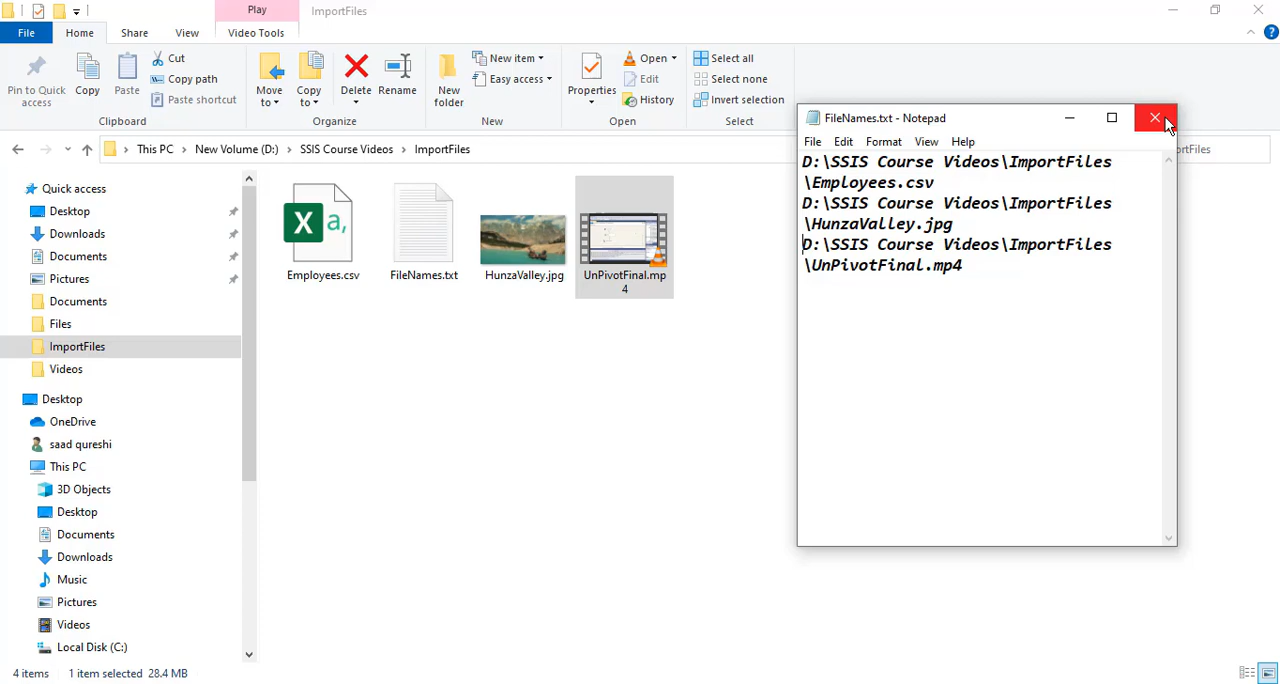 Play
ImportFiles
File
Home
Share
View
Video Tools
Pin to Quick access
Copy
Paste
Cut
Copy path
Paste shortcut
Clipboard
Move to
Copy to
Delete
Rename
Organize
New folder
New item
Easy access
New
Properties
Open
Edit
History
Open
Select all
Select none
Invert selection
Select
This PC
New Volume (D:)
SSIS Course Videos
ImportFiles
rtFiles
Quick access
Desktop
Downloads
Documents
Pictures
Documents
Files
ImportFiles
Videos
Desktop
OneDrive
saad qureshi
This PC
3D Objects
Desktop
Documents
Downloads
Music
Pictures
Videos
Local Disk (C:)
X a,
Employees.csv
FileNames.txt
HunzaValley.jpg
UnPivotFinal.mp
4
FileNames.txt - Notepad
File Edit Format View Help
D:\SSIS Course Videos\ImportFiles
\Employees.csv
D:\SSIS Course Videos\ImportFiles
\HunzaValley.jpg
D:\SSIS Course Videos\ImportFiles
\UnPivotFinal.mp4
4 items 1 item selected 28.4 MB